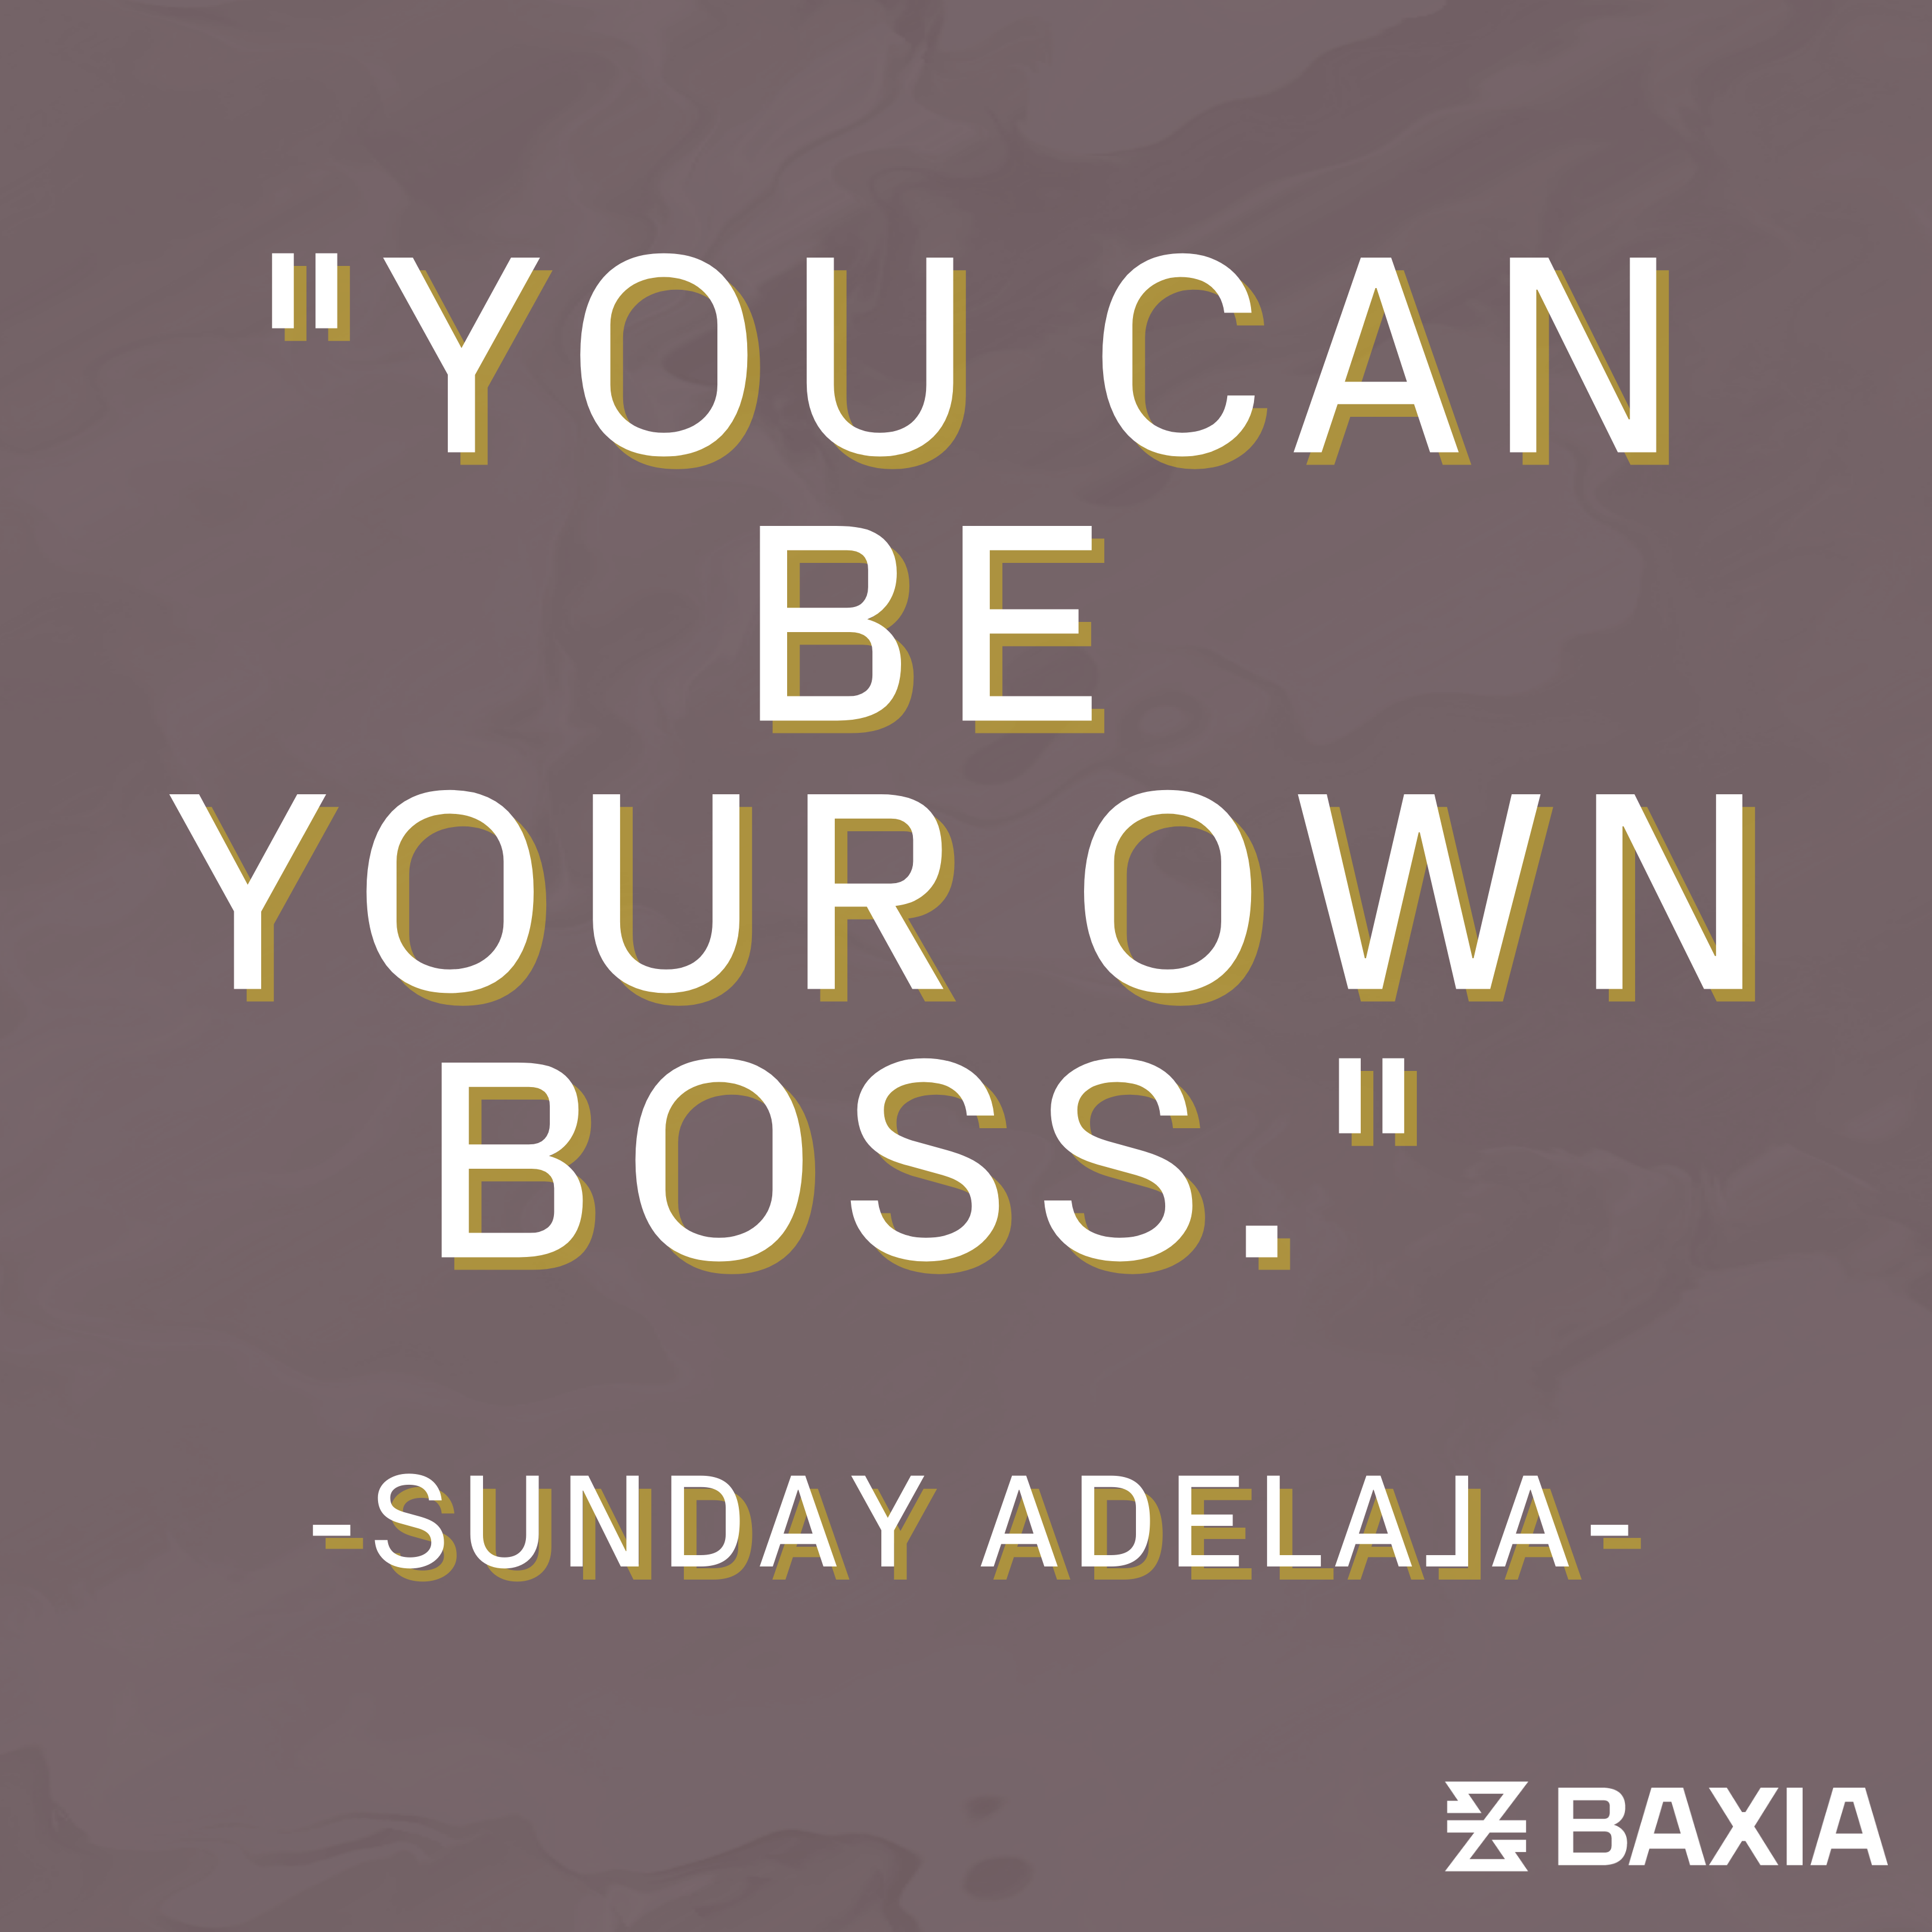 "YOU CAN
BE
YOUR OWN
BOSS."
-SUNDAY ADELAJA-
BAXIA